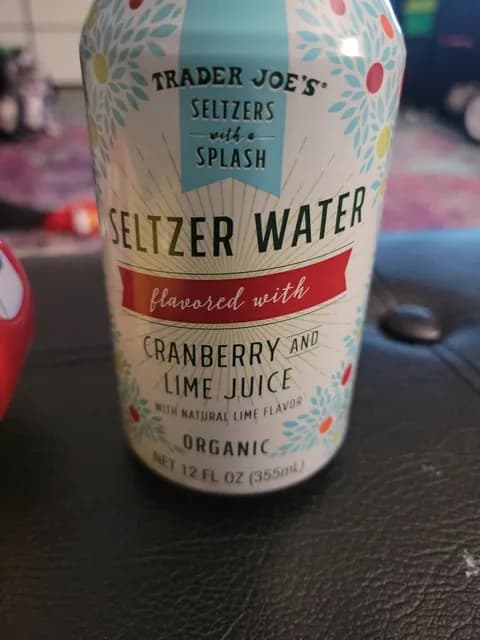 TRADER JOE'S
SELTZERS
with a
SPLASH
SELTZER WATER
flavored with
CRANBERRY AND
LIME JUICE
WITH NATURAL LIME FLAVOR
ORGANIC
NET 12 FL OZ (355mL)